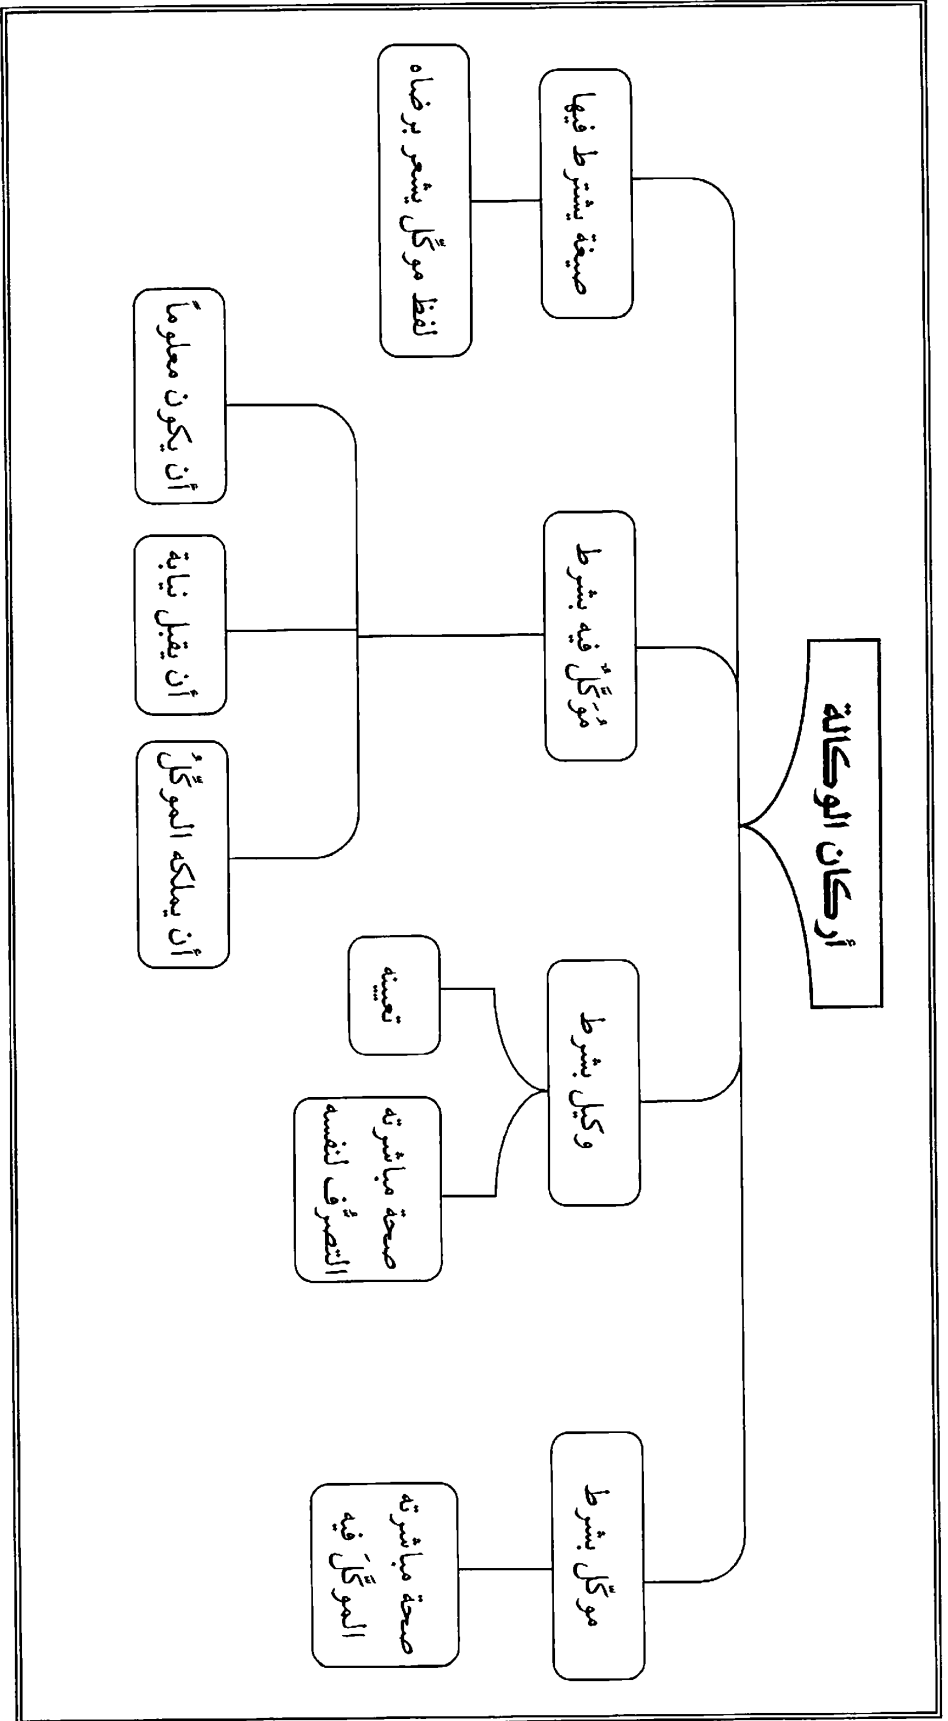 أركان الوكالة
موكّل بشرط
صحة مباشرته
الموكَّلَ فيه
وكيل بشرط
صحة مباشرته
التصرُّف لنفسه
تعيينه
مُوَكَّلٌ فيه بشرط
أن يملكه الموكِّلُ
أن يقبل نيابة
أن يكون معلوماً
صيغة يشترط فيها
لفظ موكِّل يشعر برضاه